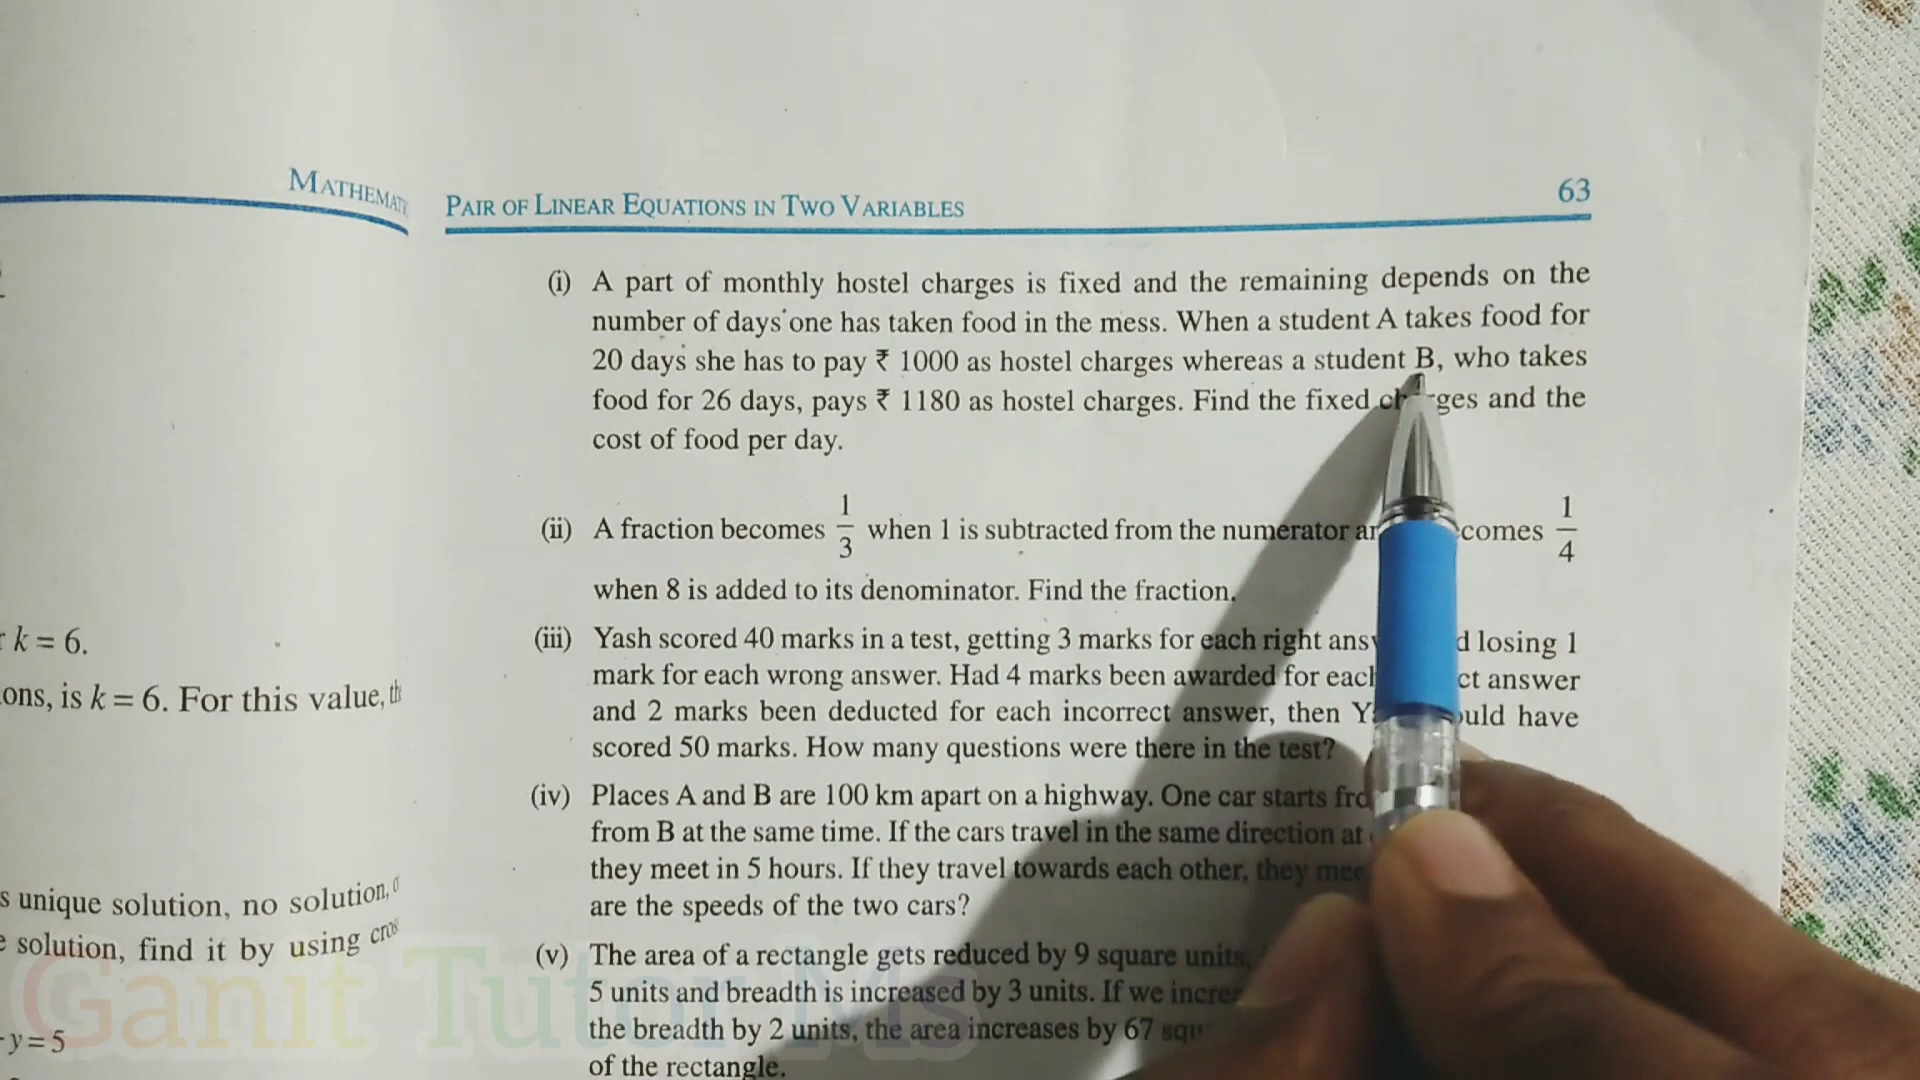 MATHEMATI
r k = 6.
ons, is k = 6. For this value, th
s unique solution, no solution, o
e solution, find it by using cros
y = 5
PAIR OF LINEAR EQUATIONS IN TWO VARIABLES 63
(i) A part of monthly hostel charges is fixed and the remaining depends on the
number of days one has taken food in the mess. When a student A takes food for
20 days she has to pay ₹ 1000 as hostel charges whereas a student B, who takes
food for 26 days, pays ₹ 1180 as hostel charges. Find the fixed ch ges and the
cost of food per day.
(ii) A fraction becomes 1/3 when 1 is subtracted from the numerator a comes 1/4
when 8 is added to its denominator. Find the fraction.
(iii) Yash scored 40 marks in a test, getting 3 marks for each right ans d losing 1
mark for each wrong answer. Had 4 marks been awarded for eac ct answer
and 2 marks been deducted for each incorrect answer, then Y uld have
scored 50 marks. How many questions were there in the test?
(iv) Places A and B are 100 km apart on a highway. One car starts fro
from B at the same time. If the cars travel in the same direction at
they meet in 5 hours. If they travel towards each other, they mee
are the speeds of the two cars?
(v) The area of a rectangle gets reduced by 9 square units,
5 units and breadth is increased by 3 units. If we incre
the breadth by 2 units, the area increases by 67 squ
of the rectangle.
Ganit Tutor Ms